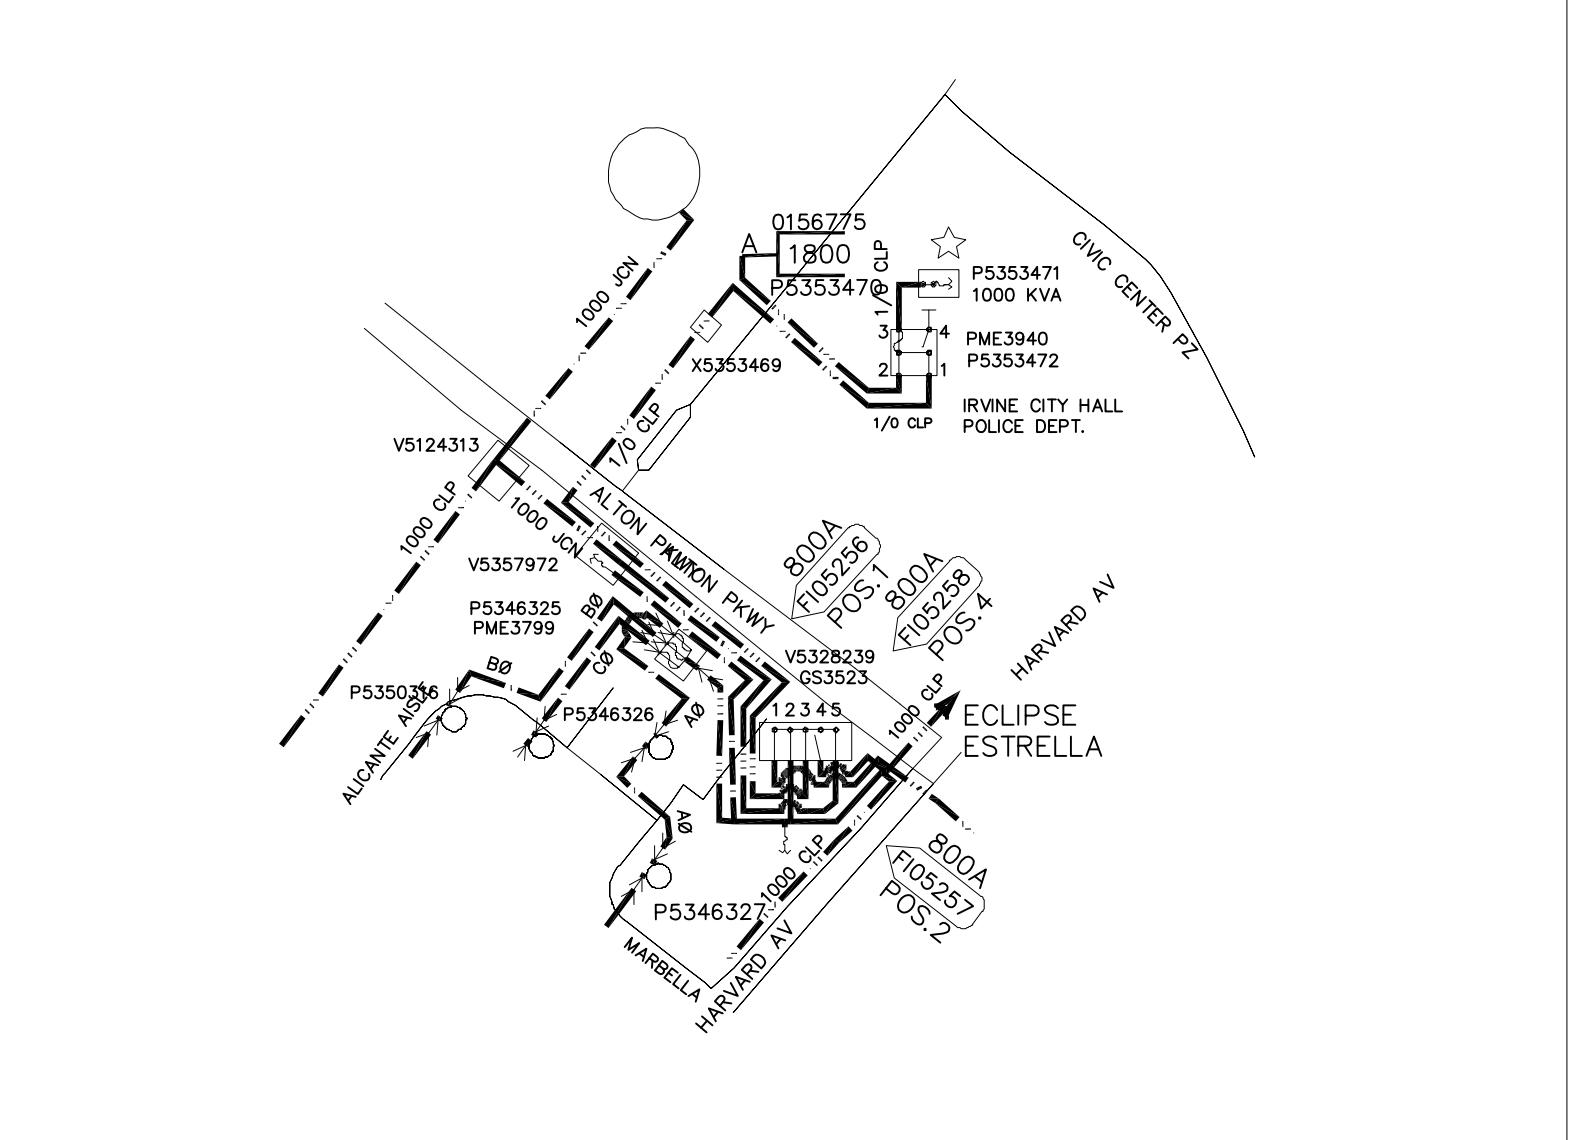 O156775
A
1800
P5353470
1/0 CLP
P5353471
1000 KVA
CIVIC CENTER PZ
1000 JCN
3
4
PME3940
P5353472
2
1
X5353469
IRVINE CITY HALL
POLICE DEPT.
1/0 CLP
1/0 CLP
V5124313
1000 CLP
1000 JCN
ALTON PKWY
ALTON PKWY
V5357972
800A
FI05256
POS.1
800A
FI05258
POS.4
HARVARD AV
P5346325
PME3799
BØ
BØ
CØ
V5328239
GS3523
P5350316
ALICANTE AISLE
P5346326
AØ
1 2 3 4 5
1000 CLP
ECLIPSE
ESTRELLA
AØ
1000 CLP
800A
FI05257
POS.2
P5346327
MARBELLA
HARVARD AV